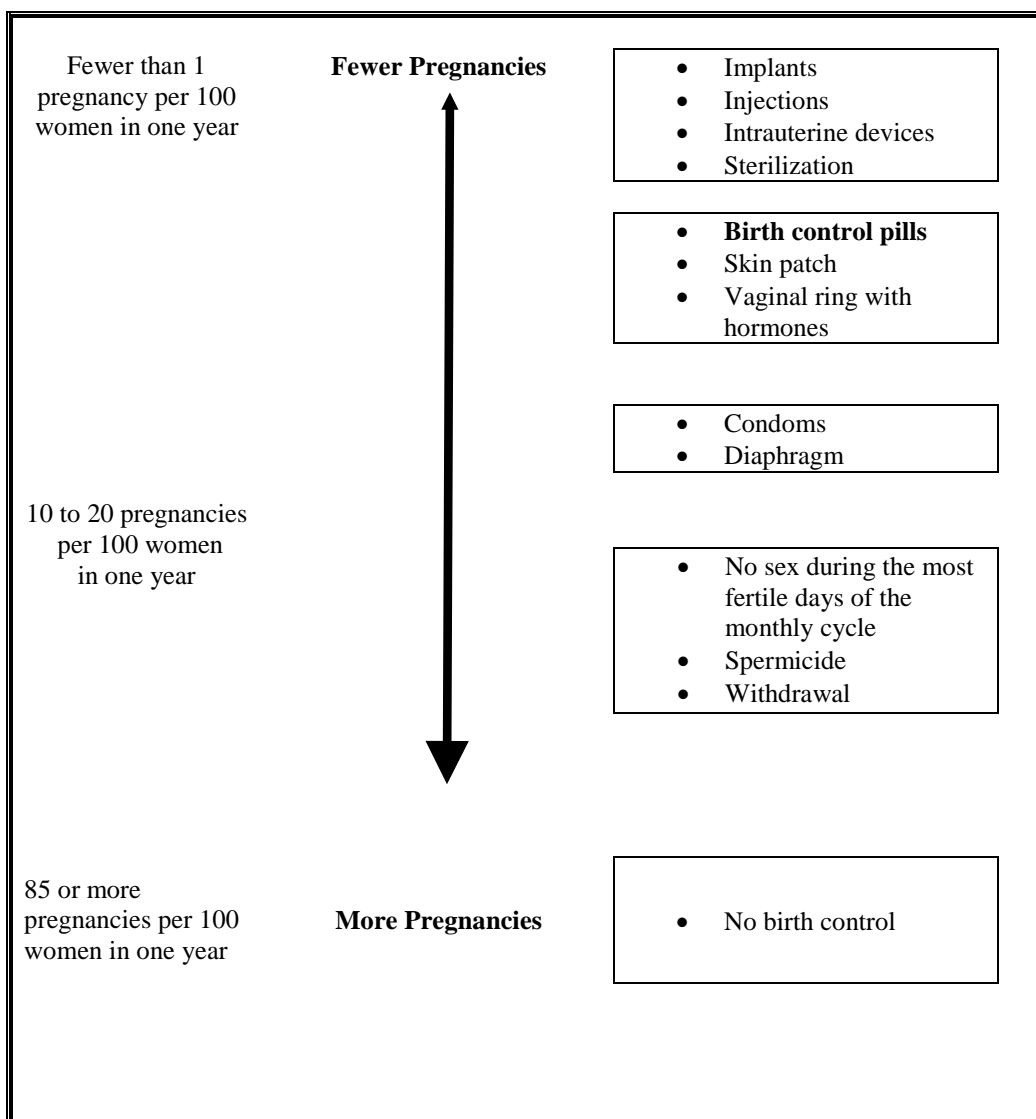 Fewer than 1
pregnancy per 100
women in one year
Fewer Pregnancies
• Implants
• Injections
• Intrauterine devices
• Sterilization
• Birth control pills
• Skin patch
• Vaginal ring with
hormones
• Condoms
• Diaphragm
10 to 20 pregnancies
per 100 women
in one year
• No sex during the most
fertile days of the
monthly cycle
• Spermicide
• Withdrawal
85 or more
pregnancies per 100
women in one year
More Pregnancies
• No birth control